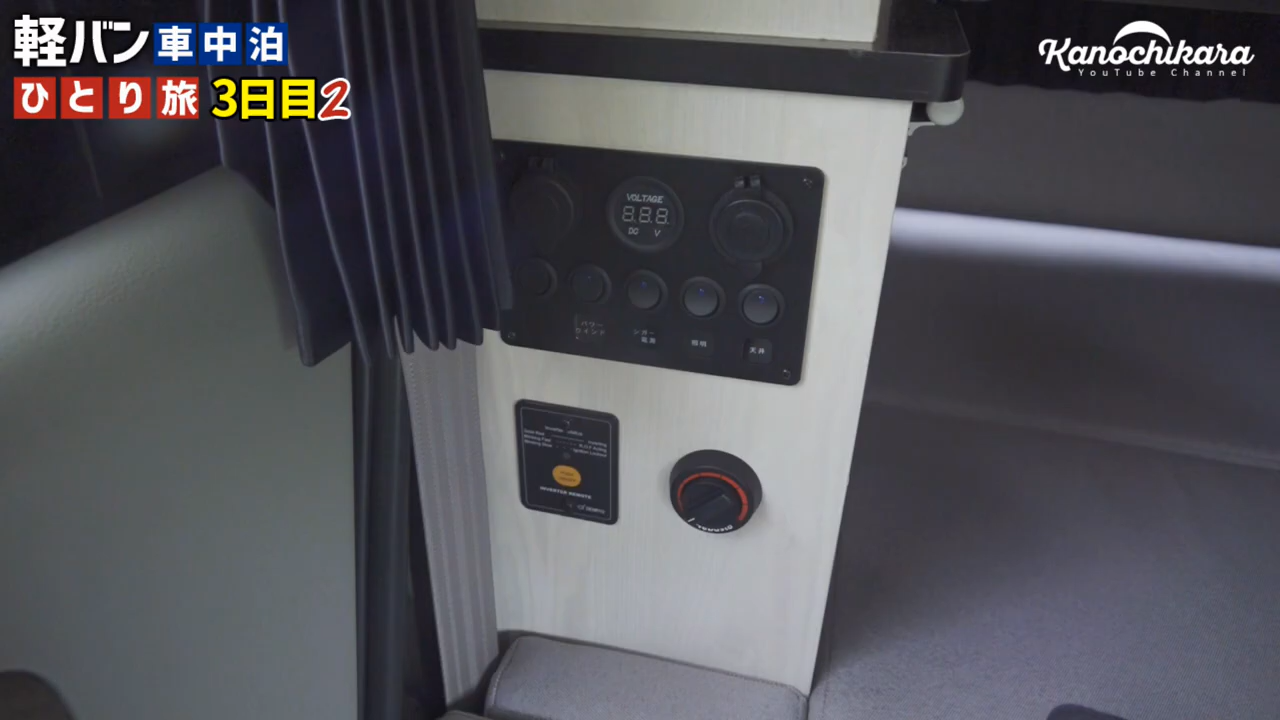 軽バン車中泊
ひとり旅 3日目2
Kanochikara
YouTube Channel
VOLTAGE
8.8.8
DC V
パワー
ウインド
シガー
電源
照明
天井
INVERTER REMOTE